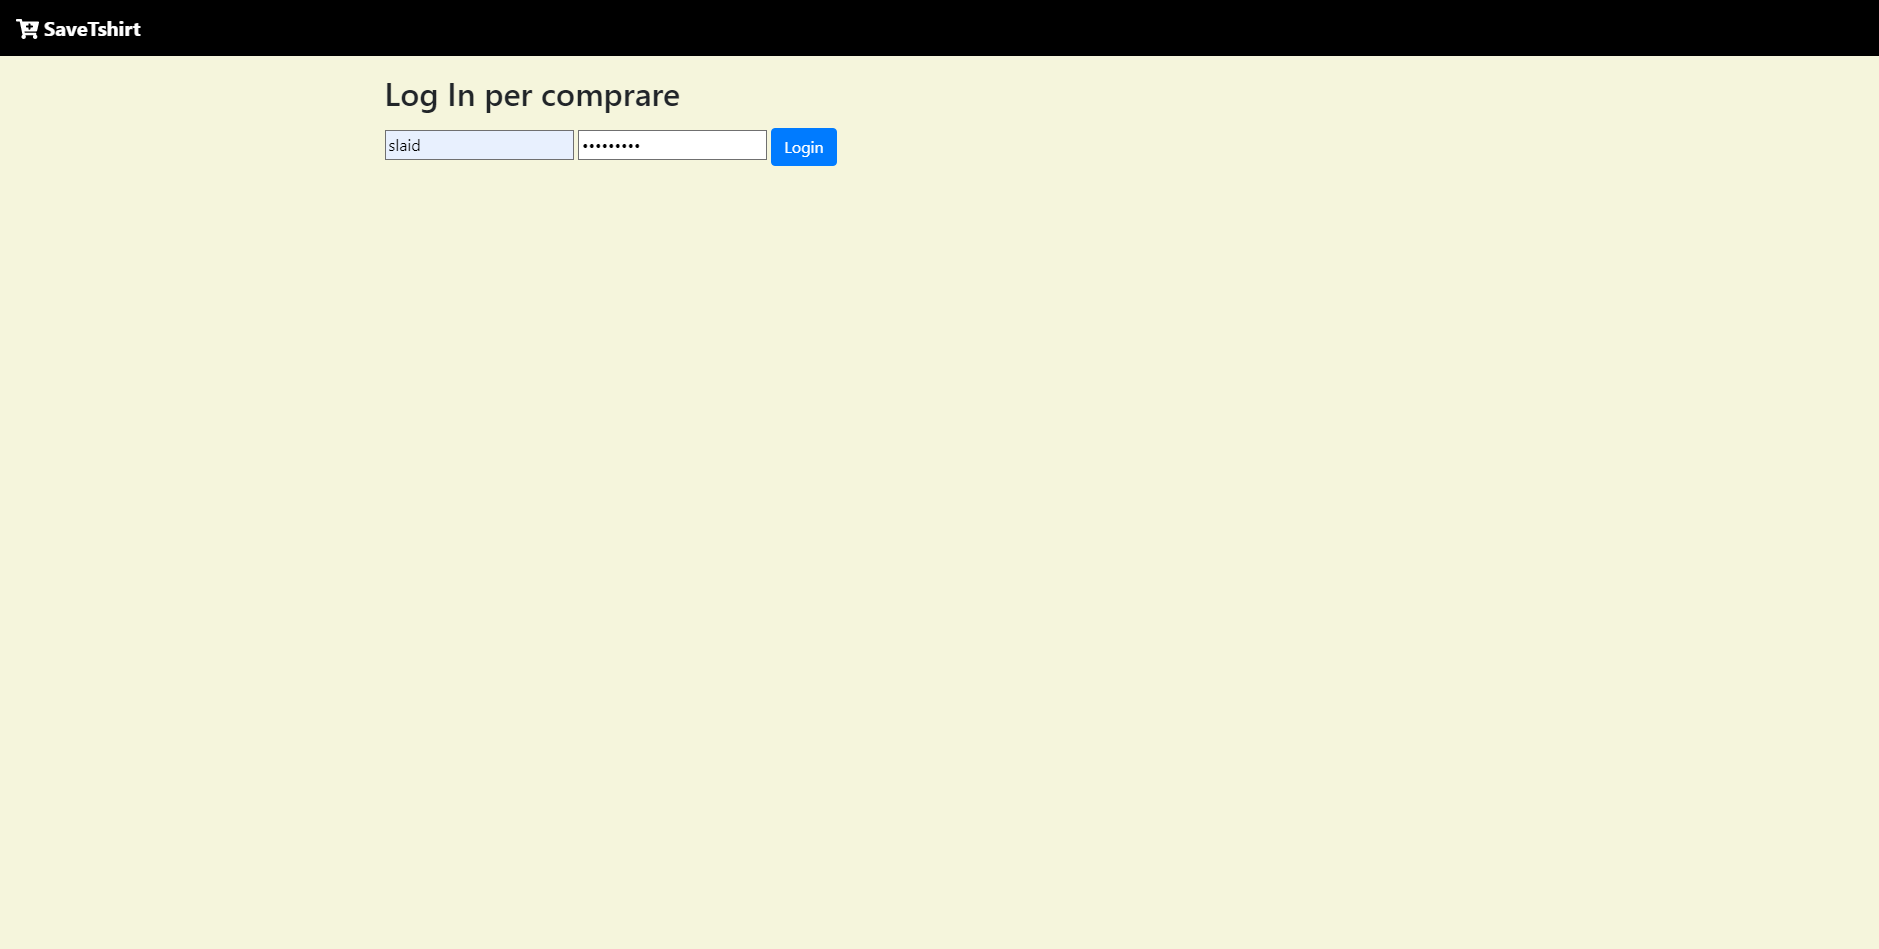 SaveTshirt
Log In per comprare
slaid ••••••••• Login